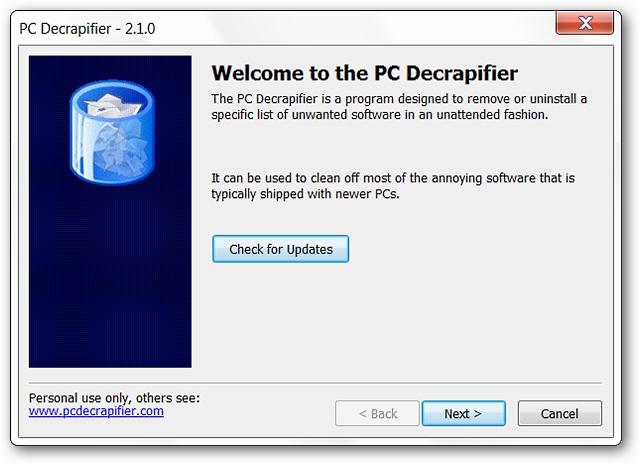 PC Decrapifier - 2.1.0
Welcome to the PC Decrapifier
The PC Decrapifier is a program designed to remove or uninstall a
specific list of unwanted software in an unattended fashion.
It can be used to clean off most of the annoying software that is
typically shipped with newer PCs.
Check for Updates
Personal use only, others see:
www.pcdecrapifier.com
< Back
Next >
Cancel